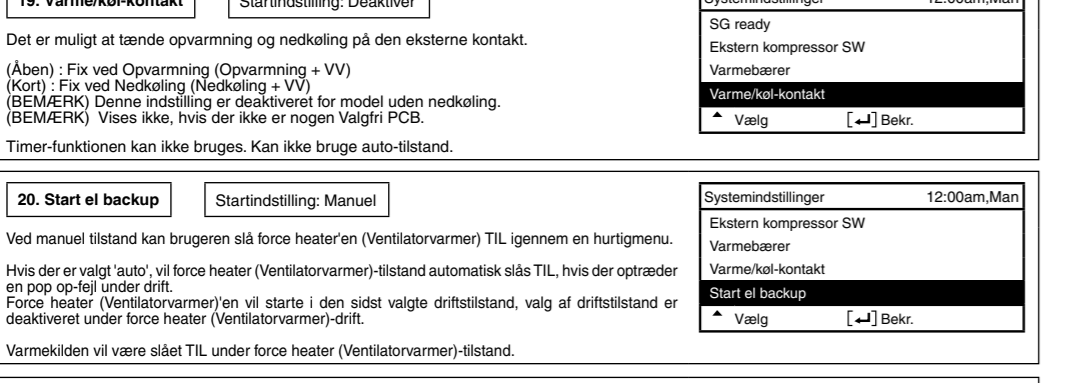 19. Varme/køl-kontakt
Startindstilling: Deaktiver
Det er muligt at tænde opvarmning og nedkøling på den eksterne kontakt.
(Åben) : Fix ved Opvarmning (Opvarmning + VV)
(Kort) : Fix ved Nedkøling (Nedkøling + VV)
(BEMÆRK) Denne indstilling er deaktiveret for model uden nedkøling.
(BEMÆRK) Vises ikke, hvis der ikke er nogen Valgfri PCB.
Timer-funktionen kan ikke bruges. Kan ikke bruge auto-tilstand.
Systemindstillinger 12:00am,Man
SG ready
Ekstern kompressor SW
Varmebærer
Varme/køl-kontakt
Vælg [↵] Bekr.
20. Start el backup
Startindstilling: Manuel
Ved manuel tilstand kan brugeren slå force heater'en (Ventilatorvarmer) TIL igennem en hurtigmenu.
Hvis der er valgt 'auto', vil force heater (Ventilatorvarmer)-tilstand automatisk slås TIL, hvis der optræder
en pop op-fejl under drift.
Force heater (Ventilatorvarmer)'en vil starte i den sidst valgte driftstilstand, valg af driftstilstand er
deaktiveret under force heater (Ventilatorvarmer)-drift.
Varmekilden vil være slået TIL under force heater (Ventilatorvarmer)-tilstand.
Systemindstillinger 12:00am,Man
Ekstern kompressor SW
Varmebærer
Varme/køl-kontakt
Start el backup
Vælg [↵] Bekr.